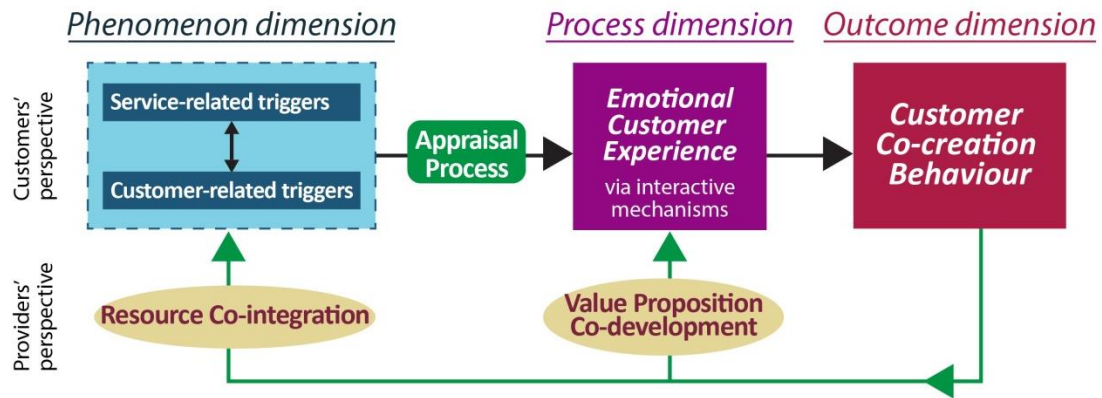 Phenomenon dimension
Process dimension
Outcome dimension
Customers'
perspective
Service-related triggers
Customer-related triggers
Appraisal
Process
Emotional
Customer
Experience
via interactive
mechanisms
Customer
Co-creation
Behaviour
Providers'
perspective
Resource Co-integration
Value Proposition
Co-development